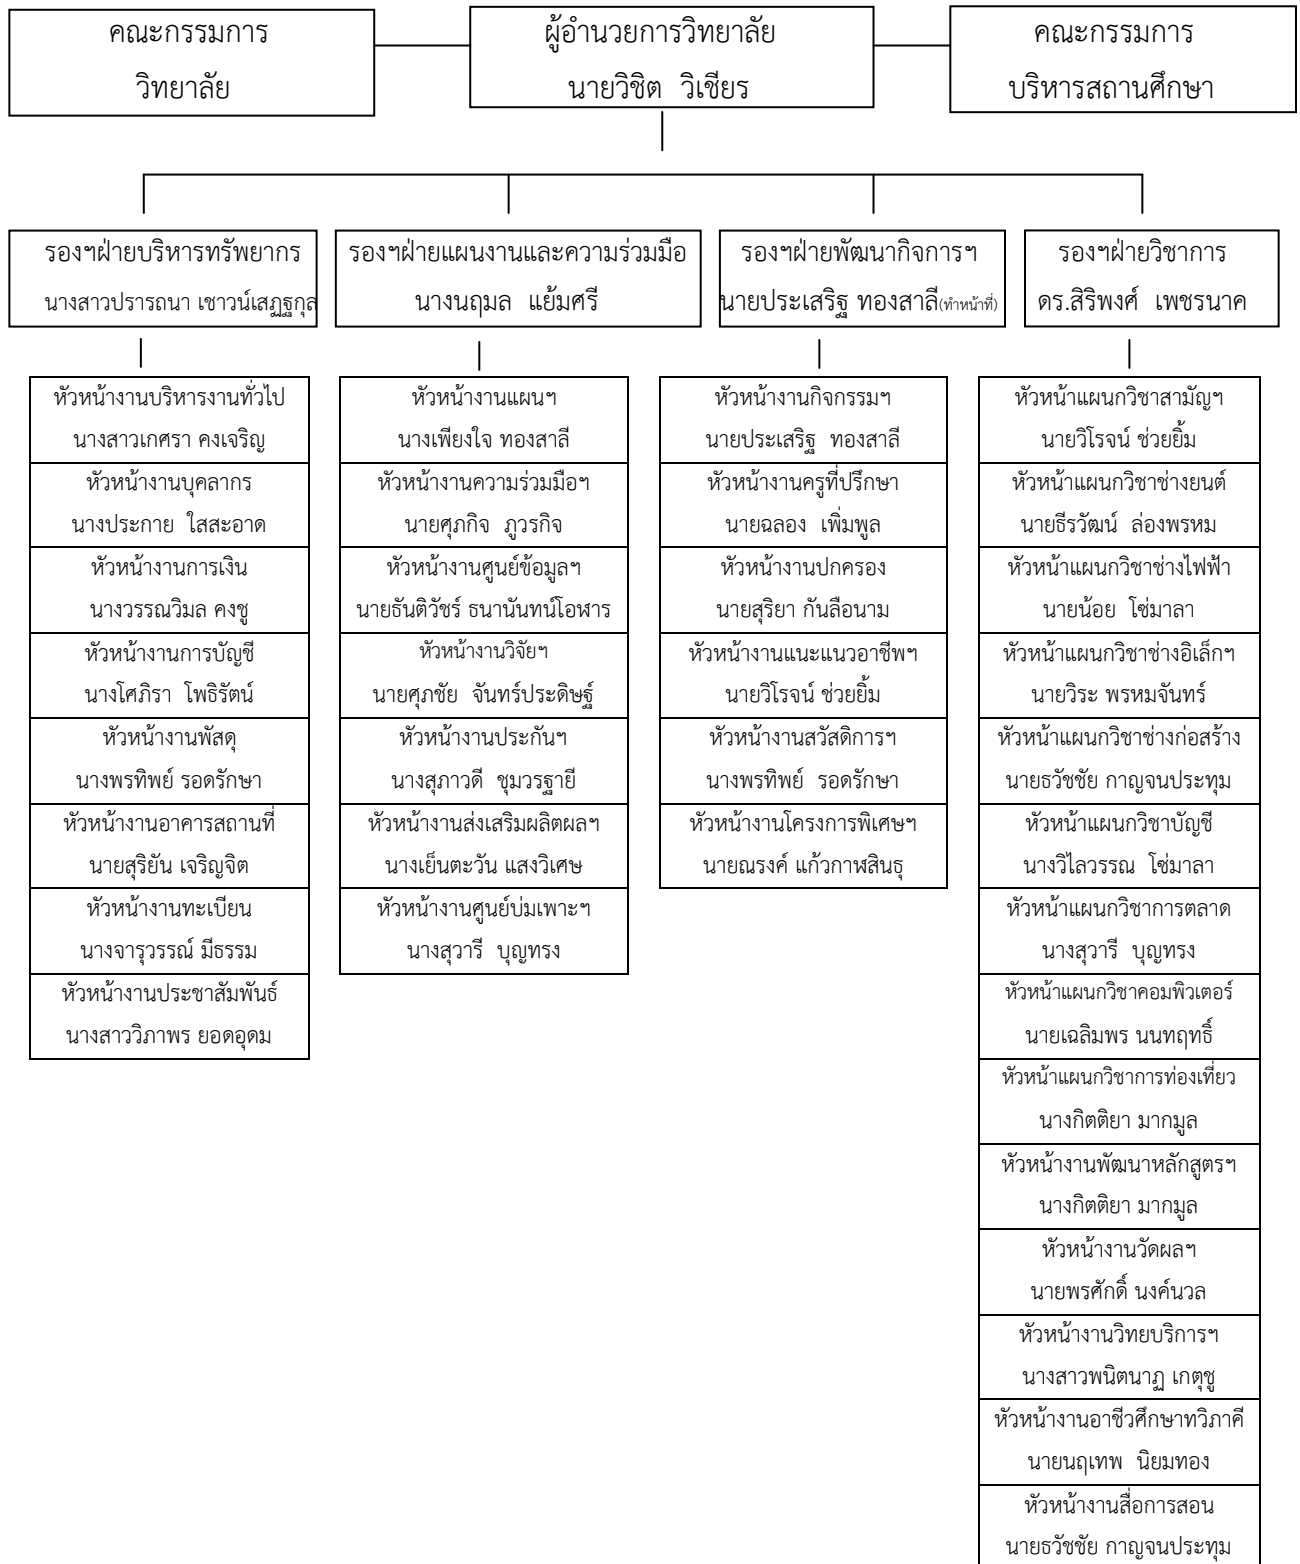 คณะกรรมการ
วิทยาลัย
ผู้อำนวยการวิทยาลัย
นายวิชิต วิเชียร
คณะกรรมการ
บริหารสถานศึกษา
รองฯฝ่ายบริหารทรัพยากร
นางสาวปรารถนา เชาวน์เสฏฐกุล
รองฯฝ่ายแผนงานและความร่วมมือ
นางนฤมล แย้มศรี
รองฯฝ่ายพัฒนากิจการฯ
นายประเสริฐ ทองสาลี(ทำหน้าที่)
รองฯฝ่ายวิชาการ
ดร.สิริพงศ์ เพชรนาค
หัวหน้างานบริหารงานทั่วไป
นางสาวเกศรา คงเจริญ
หัวหน้างานบุคลากร
นางประกาย ใสสะอาด
หัวหน้างานการเงิน
นางวรรณวิมล คงชู
หัวหน้างานการบัญชี
นางโศภิรา โพธิรัตน์
หัวหน้างานพัสดุ
นางพรทิพย์ รอดรักษา
หัวหน้างานอาคารสถานที่
นายสุริยัน เจริญจิต
หัวหน้างานทะเบียน
นางจารุวรรณ์ มีธรรม
หัวหน้างานประชาสัมพันธ์
นางสาววิภาพร ยอดอุดม
หัวหน้างานแผนฯ
นางเพียงใจ ทองสาลี
หัวหน้างานความร่วมมือฯ
นายศุภกิจ ภูวรกิจ
หัวหน้างานศูนย์ข้อมูลฯ
นายธันติวัชร์ ธนานันทน์โอฬาร
หัวหน้างานวิจัยฯ
นายศุภชัย จันทร์ประดิษฐ์
หัวหน้างานประกันฯ
นางสุภาวดี ชุมวรฐายี
หัวหน้างานส่งเสริมผลิตผลฯ
นางเย็นตะวัน แสงวิเศษ
หัวหน้างานศูนย์บ่มเพาะฯ
นางสุวารี บุญทรง
หัวหน้างานกิจกรรมฯ
นายประเสริฐ ทองสาลี
หัวหน้างานครูที่ปรึกษา
นายฉลอง เพิ่มพูล
หัวหน้างานปกครอง
นายสุริยา กันลือนาม
หัวหน้างานแนะแนวอาชีพฯ
นายวิโรจน์ ช่วยยิ้ม
หัวหน้างานสวัสดิการฯ
นางพรทิพย์ รอดรักษา
หัวหน้างานโครงการพิเศษฯ
นายณรงค์ แก้วกาฬสินธุ
หัวหน้าแผนกวิชาสามัญฯ
นายวิโรจน์ ช่วยยิ้ม
หัวหน้าแผนกวิชาช่างยนต์
นายธีรวัฒน์ ล่องพรหม
หัวหน้าแผนกวิชาช่างไฟฟ้า
นายน้อย โซ่มาลา
หัวหน้าแผนกวิชาช่างอิเล็กฯ
นายวิระ พรหมจันทร์
หัวหน้าแผนกวิชาช่างก่อสร้าง
นายธวัชชัย กาญจนประทุม
หัวหน้าแผนกวิชาบัญชี
นางวิไลวรรณ โซ่มาลา
หัวหน้าแผนกวิชาการตลาด
นางสุวารี บุญทรง
หัวหน้าแผนกวิชาคอมพิวเตอร์
นายเฉลิมพร นนทฤทธิ์
หัวหน้าแผนกวิชาการท่องเที่ยว
นางกิตติยา มากมูล
หัวหน้างานพัฒนาหลักสูตรฯ
นางกิตติยา มากมูล
หัวหน้างานวัดผลฯ
นายพรศักดิ์ นงค์นวล
หัวหน้างานวิทยบริการฯ
นางสาวพนิตนาฏ เกตุชู
หัวหน้างานอาชีวศึกษาทวิภาคี
นายนฤเทพ นิยมทอง
หัวหน้างานสื่อการสอน
นายธวัชชัย กาญจนประทุม